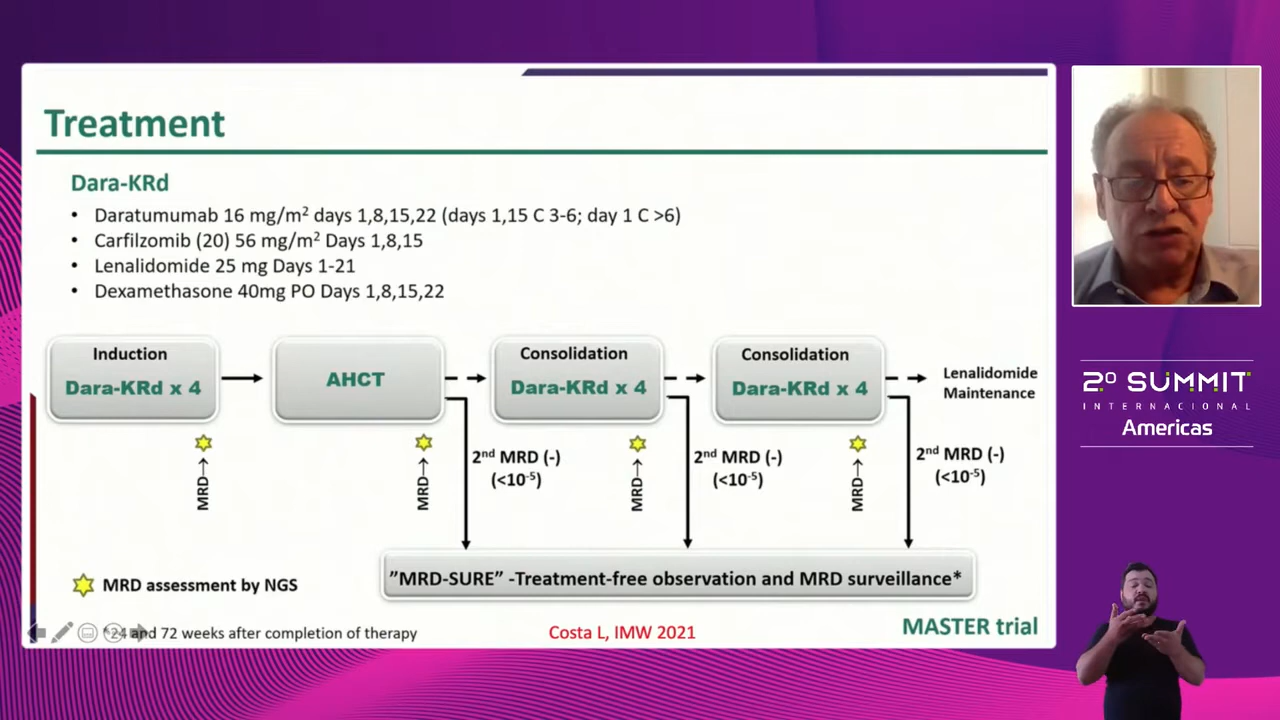 Treatment
Dara-KRd
• Daratumumab 16 mg/m² days 1,8,15,22 (days 1,15 C 3-6; day 1 C >6)
• Carfilzomib (20) 56 mg/m² Days 1,8,15
• Lenalidomide 25 mg Days 1-21
• Dexamethasone 40mg PO Days 1,8,15,22
Induction
Dara-KRd x 4
AHCT
Consolidation
Dara-KRd x 4
Consolidation
Dara-KRd x 4
Lenalidomide
Maintenance
MRD→
MRD→
2nd MRD (-)
(<10-5)
MRD→
2nd MRD (-)
(<10-5)
MRD→
2nd MRD (-)
(<10-5)
"MRD-SURE" -Treatment-free observation and MRD surveillance*
MRD assessment by NGS
*24 and 72 weeks after completion of therapy
Costa L, IMW 2021
MASTER trial
2º SUMMIT
INTERNACIONAL
Americas